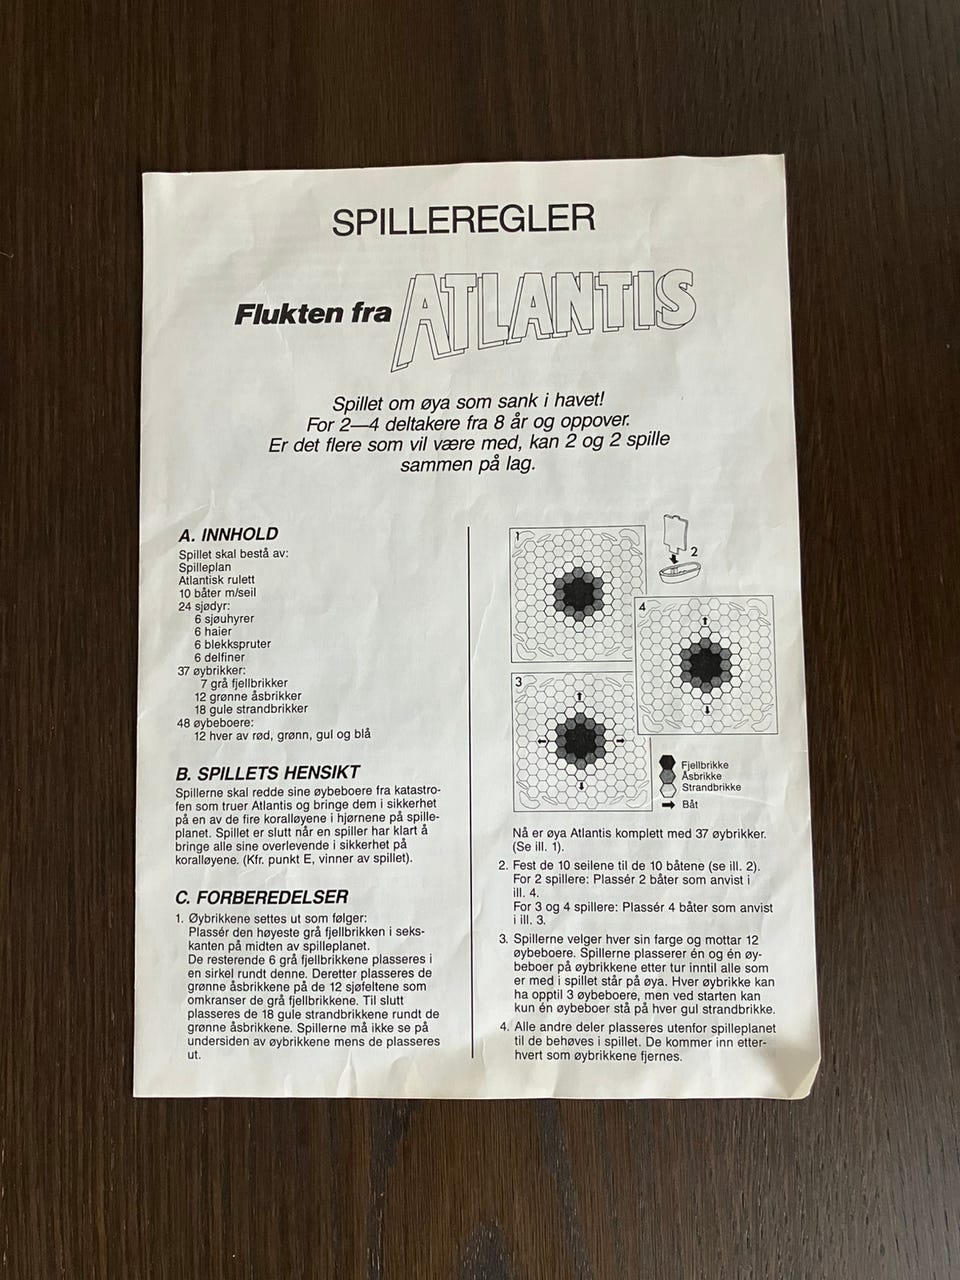 SPILLEREGLER
Flukten fra ATLANTIS
Spillet om øya som sank i havet!
For 2—4 deltakere fra 8 år og oppover.
Er det flere som vil være med, kan 2 og 2 spille
sammen på lag.
A. INNHOLD
Spillet skal bestå av:
Spilleplan
Atlantisk rulett
10 båter m/seil
24 sjødyr:
6 sjøuhyrer
6 haier
6 blekkspruter
6 delfiner
37 øybrikker:
7 grå fjellbrikker
12 grønne åsbrikker
18 gule strandbrikker
48 øybeboere:
12 hver av rød, grønn, gul og blå
B. SPILLETS HENSIKT
Spillerne skal redde sine øybeboere fra katastro-
fen som truer Atlantis og bringe dem i sikkerhet
på en av de fire koralløyene i hjørnene på spille-
planet. Spillet er slutt når en spiller har klart å
bringe alle sine overlevende i sikkerhet på
koralløyene. (Kfr. punkt E, vinner av spillet).
C. FORBEREDELSER
1. Øybrikkene settes ut som følger:
Plassér den høyeste grå fjellbrikken i seks-
kanten på midten av spilleplanet.
De resterende 6 grå fjellbrikkene plasseres i
en sirkel rundt denne. Deretter plasseres de
grønne åsbrikkene på de 12 sjøfeltene som
omkranser de grå fjellbrikkene. Til slutt
plasseres de 18 gule strandbrikkene rundt de
grønne åsbrikkene. Spillerne må ikke se på
undersiden av øybrikkene mens de plasseres
ut.
1
2
4
3
Fjellbrikke
Åsbrikke
Strandbrikke
Båt
Nå er øya Atlantis komplett med 37 øybrikker.
(Se ill. 1).
2. Fest de 10 seilene til de 10 båtene (se ill. 2).
For 2 spillere: Plassér 2 båter som anvist i
ill. 4.
For 3 og 4 spillere: Plassér 4 båter som anvist
i ill. 3.
3. Spillerne velger hver sin farge og mottar 12
øybeboere. Spillerne plasserer én og én øy-
beboer på øybrikkene etter tur inntil alle som
er med i spillet står på øya. Hver øybrikke kan
ha opptil 3 øybeboere, men ved starten kan
kun én øybeboer stå på hver gul strandbrikke.
4. Alle andre deler plasseres utenfor spilleplanet
til de behøves i spillet. De kommer inn etter-
hvert som øybrikkene fjernes.